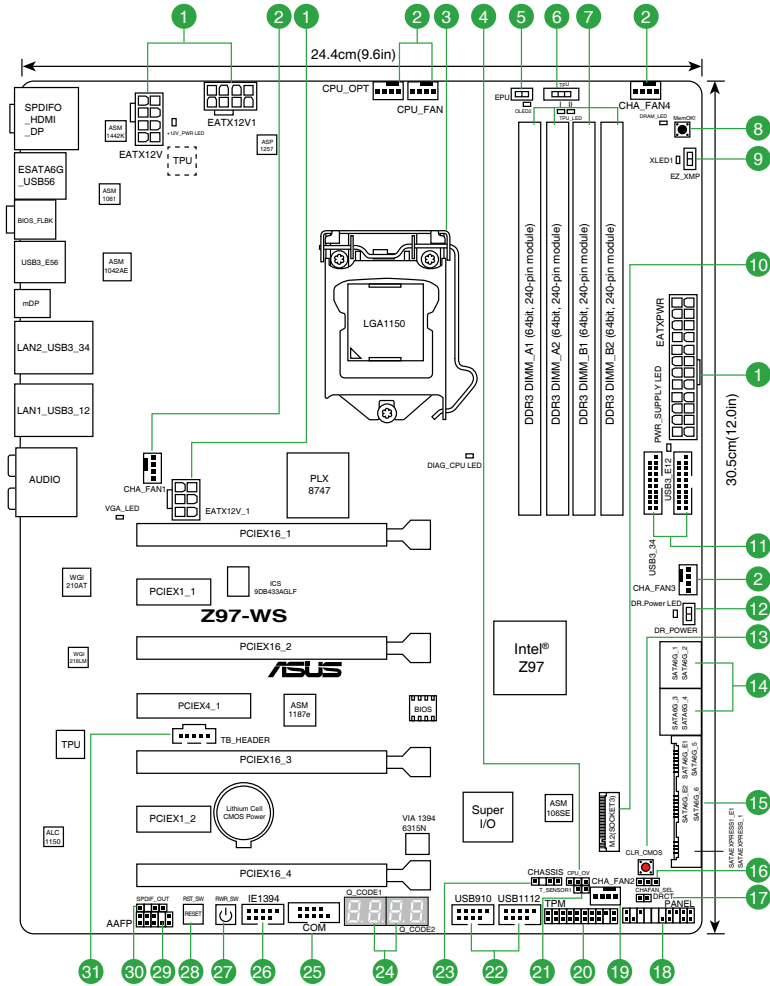 1 2 1 2 3 4 5 6 7 2
24.4cm(9.6in)
SPDIFO
_HDMI
_DP
EATX12V
EATX12V1
+12V_PWR LED
ASM
1442K
ASP
1257
TPU
CPU_OPT
CPU_FAN
EPU
OLED2
TPU
I II
TPU_LED
CHA_FAN4
DRAM_LED
MemOK!
8
XLED1
EZ_XMP
9
ESATA6G
_USB56
ASM
1061
BIOS_FLBK
USB3_E56
ASM
1042AE
mDP
LAN2_USB3_34
LAN1_USB3_12
AUDIO
LGA1150
DDR3 DIMM_A1 (64bit, 240-pin module)
DDR3 DIMM_A2 (64bit, 240-pin module)
DDR3 DIMM_B1 (64bit, 240-pin module)
DDR3 DIMM_B2 (64bit, 240-pin module)
10
EATXPWR
1
PWR_SUPPLY LED
30.5cm(12.0in)
2 1
CHA_FAN1
VGA_LED
EATX12V_1
PLX
8747
DIAG_CPU LED
USB3_E12
USB3_34
11
PCIEX16_1
WGI
210AT
PCIEX1_1
ICS
9DB433AGLF
Z97-WS
CHA_FAN3
2
DR.Power LED
DR_POWER
12
13
WGI
218LM
PCIEX16_2
ASUS
Intel®
Z97
SATA6G_1
SATA6G_2
SATA6G_3
SATA6G_4
14
PCIEX4_1
ASM
1187e
BIOS
TPU
31
TB_HEADER
PCIEX16_3
SATA6G_E1
SATA6G_5
SATA6G_E2
SATA6G_6
15
SATAEXPRESS1_E1
SATAEXPRESS_1
PCIEX1_2
Lithium Cell
CMOS Power
VIA 1394
6315N
Super
I/O
ASM
106SE
M.2(SOCKET3)
ALC
1150
CLR_CMOS
PCIEX16_4
CHASSIS
CPU_OV
T_SENSOR1
CHA_FAN2
CHAFAN_SEL
16
DRCT
17
SPDIF_OUT
AAFP
RST_SW
RESET
PWR_SW
IE1394
COM
Q_CODE1
88 88
Q_CODE2
USB910
USB1112
TPM
PANEL
30 29 28 27 26 25 24 23 22 21 20 19 18